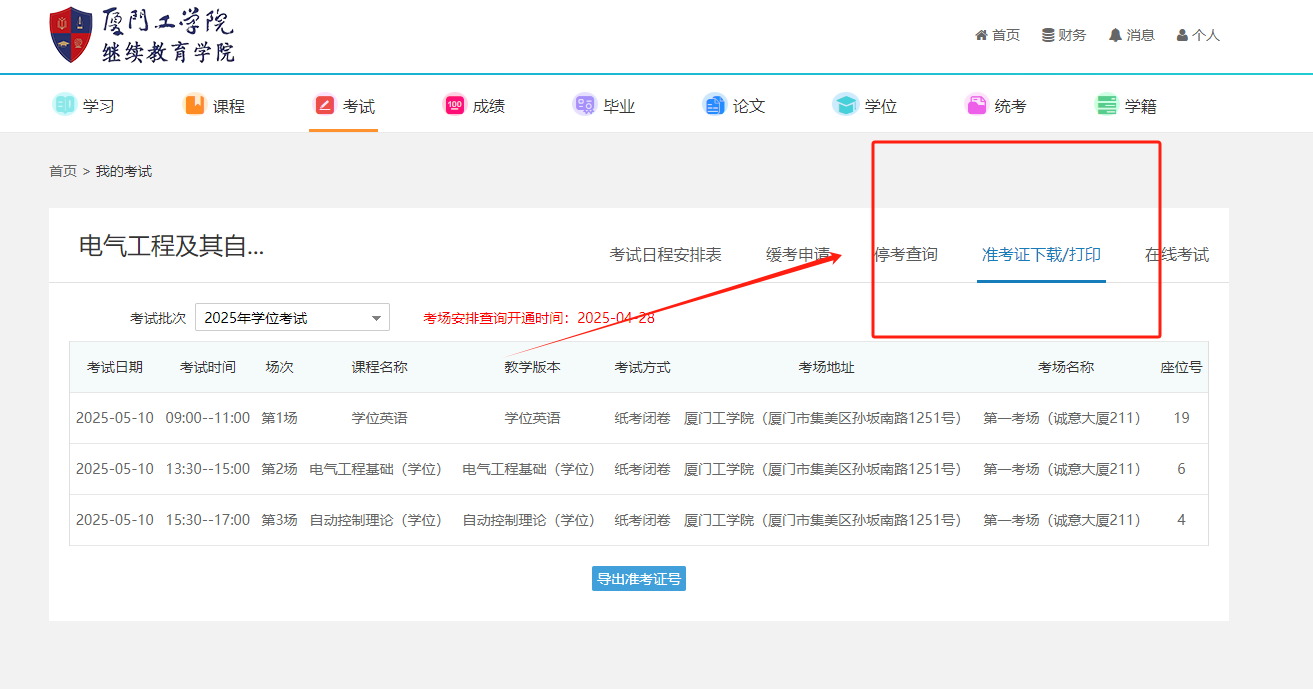 厦门工学院
继续教育学院
首页 财务 消息 个人
学习 课程 考试 100 成绩 毕业 论文 学位 统考 学籍
首页 > 我的考试
电气工程及其自...
考试日程安排表 缓考申请 停考查询 准考证下载/打印 在线考试
考试批次 2025年学位考试 考场安排查询开通时间：2025-04-28
考试日期 考试时间 场次 课程名称 教学版本 考试方式 考场地址 考场名称 座位号
2025-05-10 09:00--11:00 第1场 学位英语 学位英语 纸考闭卷 厦门工学院（厦门市集美区孙坂南路1251号） 第一考场（诚意大厦211） 19
2025-05-10 13:30--15:00 第2场 电气工程基础（学位） 电气工程基础（学位） 纸考闭卷 厦门工学院（厦门市集美区孙坂南路1251号） 第一考场（诚意大厦211） 6
2025-05-10 15:30--17:00 第3场 自动控制理论（学位） 自动控制理论（学位） 纸考闭卷 厦门工学院（厦门市集美区孙坂南路1251号） 第一考场（诚意大厦211） 4
导出准考证号